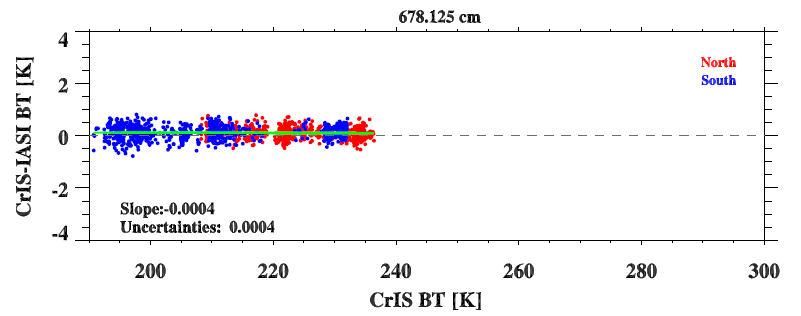 678.125 cm
4
2
0
-2
-4
CrIS-IASI BT [K]
North
South
Slope:-0.0004
Uncertainties: 0.0004
200 220 240 260 280 300
CrIS BT [K]